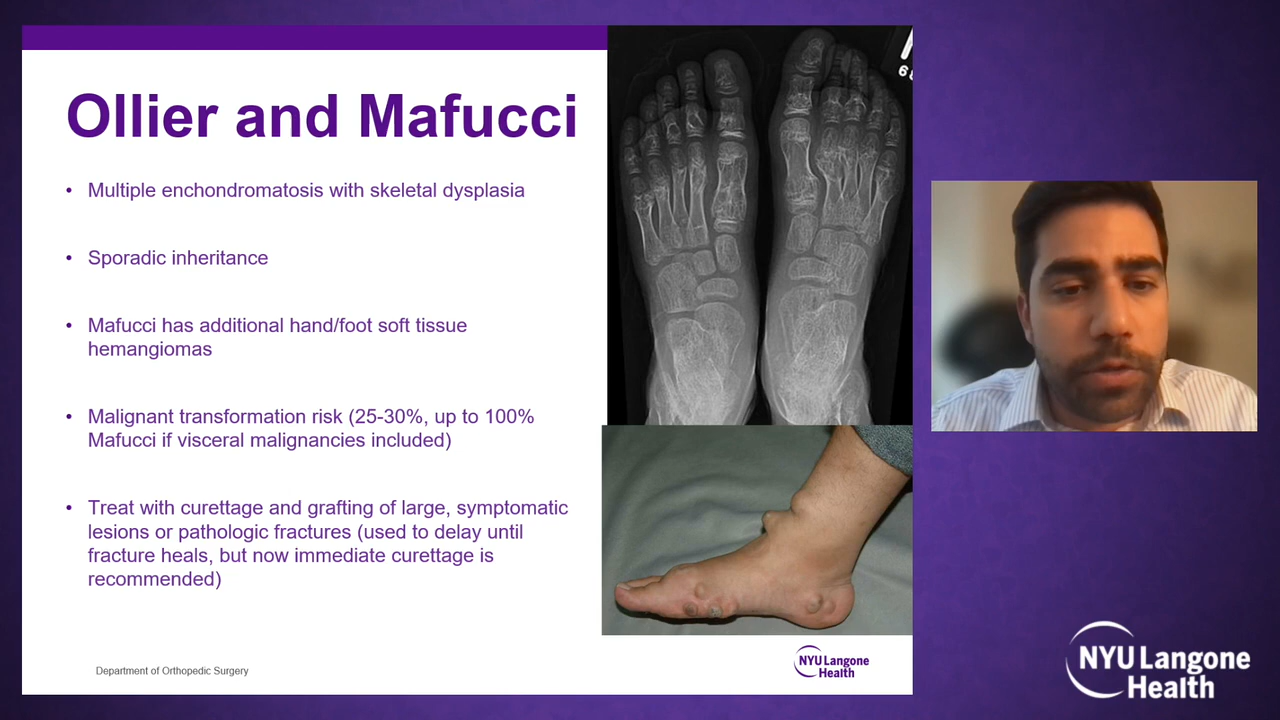 Ollier and Mafucci
• Multiple enchondromatosis with skeletal dysplasia
• Sporadic inheritance
• Mafucci has additional hand/foot soft tissue
hemangiomas
• Malignant transformation risk (25-30%, up to 100%
Mafucci if visceral malignancies included)
• Treat with curettage and grafting of large, symptomatic
lesions or pathologic fractures (used to delay until
fracture heals, but now immediate curettage is
recommended)
Department of Orthopedic Surgery
NYU Langone
Health
NYU Langone
Health